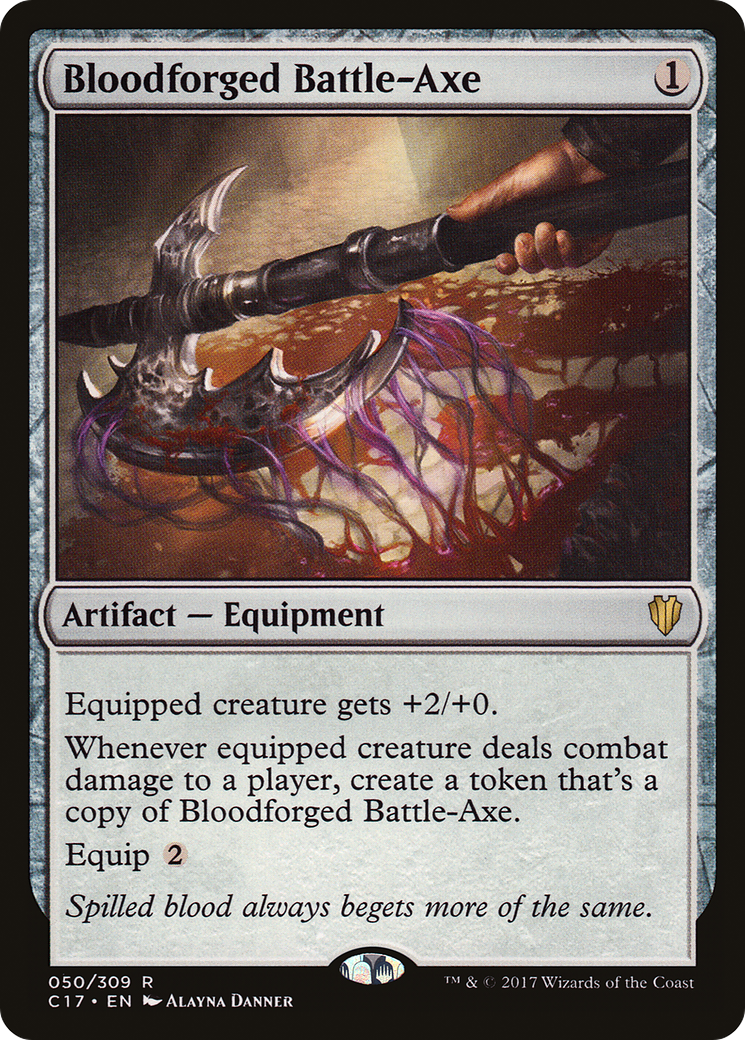 Bloodforged Battle-Axe 1
Artifact — Equipment
Equipped creature gets +2/+0.
Whenever equipped creature deals combat
damage to a player, create a token that's a
copy of Bloodforged Battle-Axe.
Equip 2
Spilled blood always begets more of the same.
050/309 R
™ & © 2017 Wizards of the Coast
C17 • EN Alayna Danner